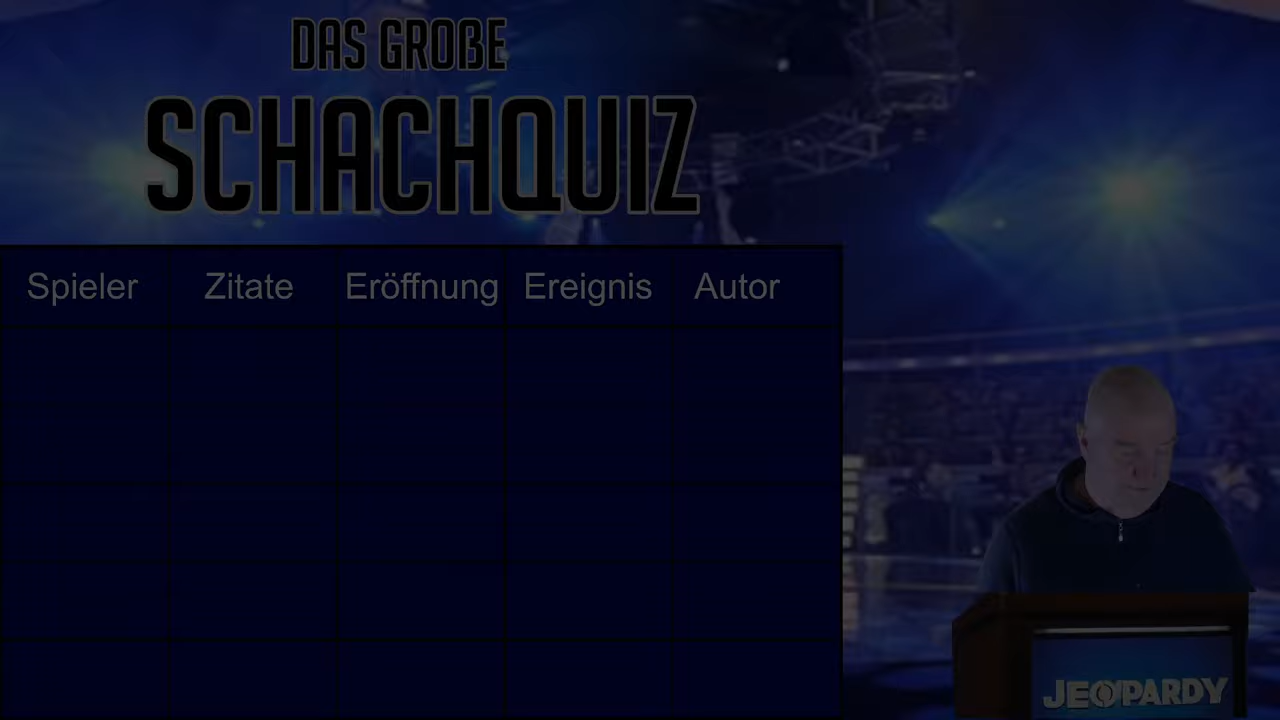 DAS GROßE
SCHACHQUIZ
Spieler Zitate Eröffnung Ereignis Autor
JEOPARDY